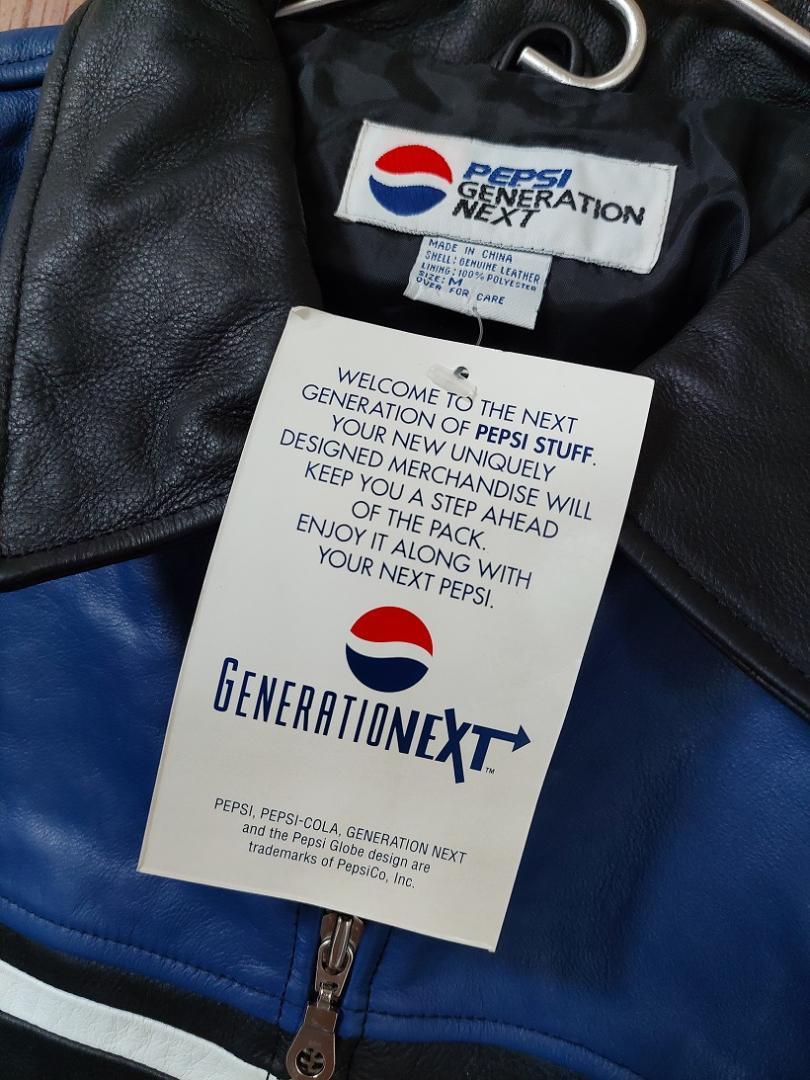 PEPSI
GENERATION
NEXT
MADE IN CHINA
SHELL: GENUINE LEATHER
LINING: 100% POLYESTER
SIZE: M
OVER FOR CARE
WELCOME TO THE NEXT
GENERATION OF PEPSI STUFF.
YOUR NEW UNIQUELY
DESIGNED MERCHANDISE WILL
KEEP YOU A STEP AHEAD
OF THE PACK.
ENJOY IT ALONG WITH
YOUR NEXT PEPSI.
GENERATIONEXT™
PEPSI, PEPSI-COLA, GENERATION NEXT
and the Pepsi Globe design are
trademarks of PepsiCo, Inc.